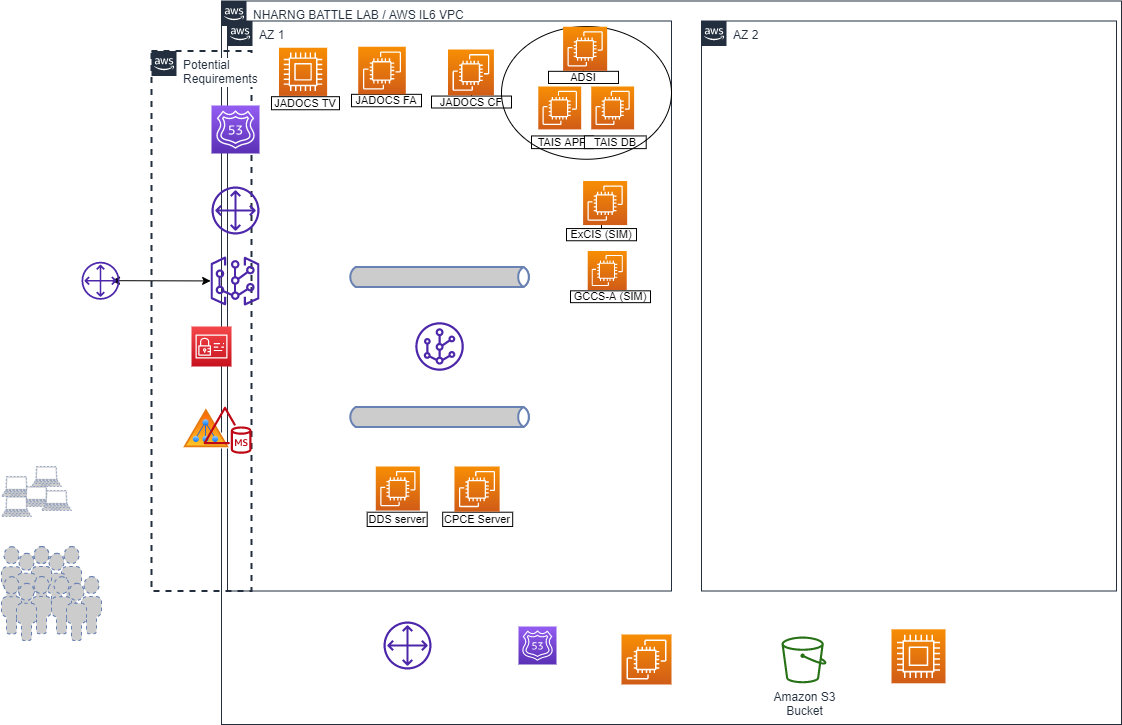 aws
NHARNG BATTLE LAB / AWS IL6 VPC
aws
AZ 1
aws
AZ 2
aws
Potential
Requirements
JADOCS TV
JADOCS FA
JADOCS CF
ADSI
TAIS APP
TAIS DB
53
ExCIS (SIM)
GCCS-A (SIM)
MS
DDS server
CPCE Server
53
Amazon S3
Bucket